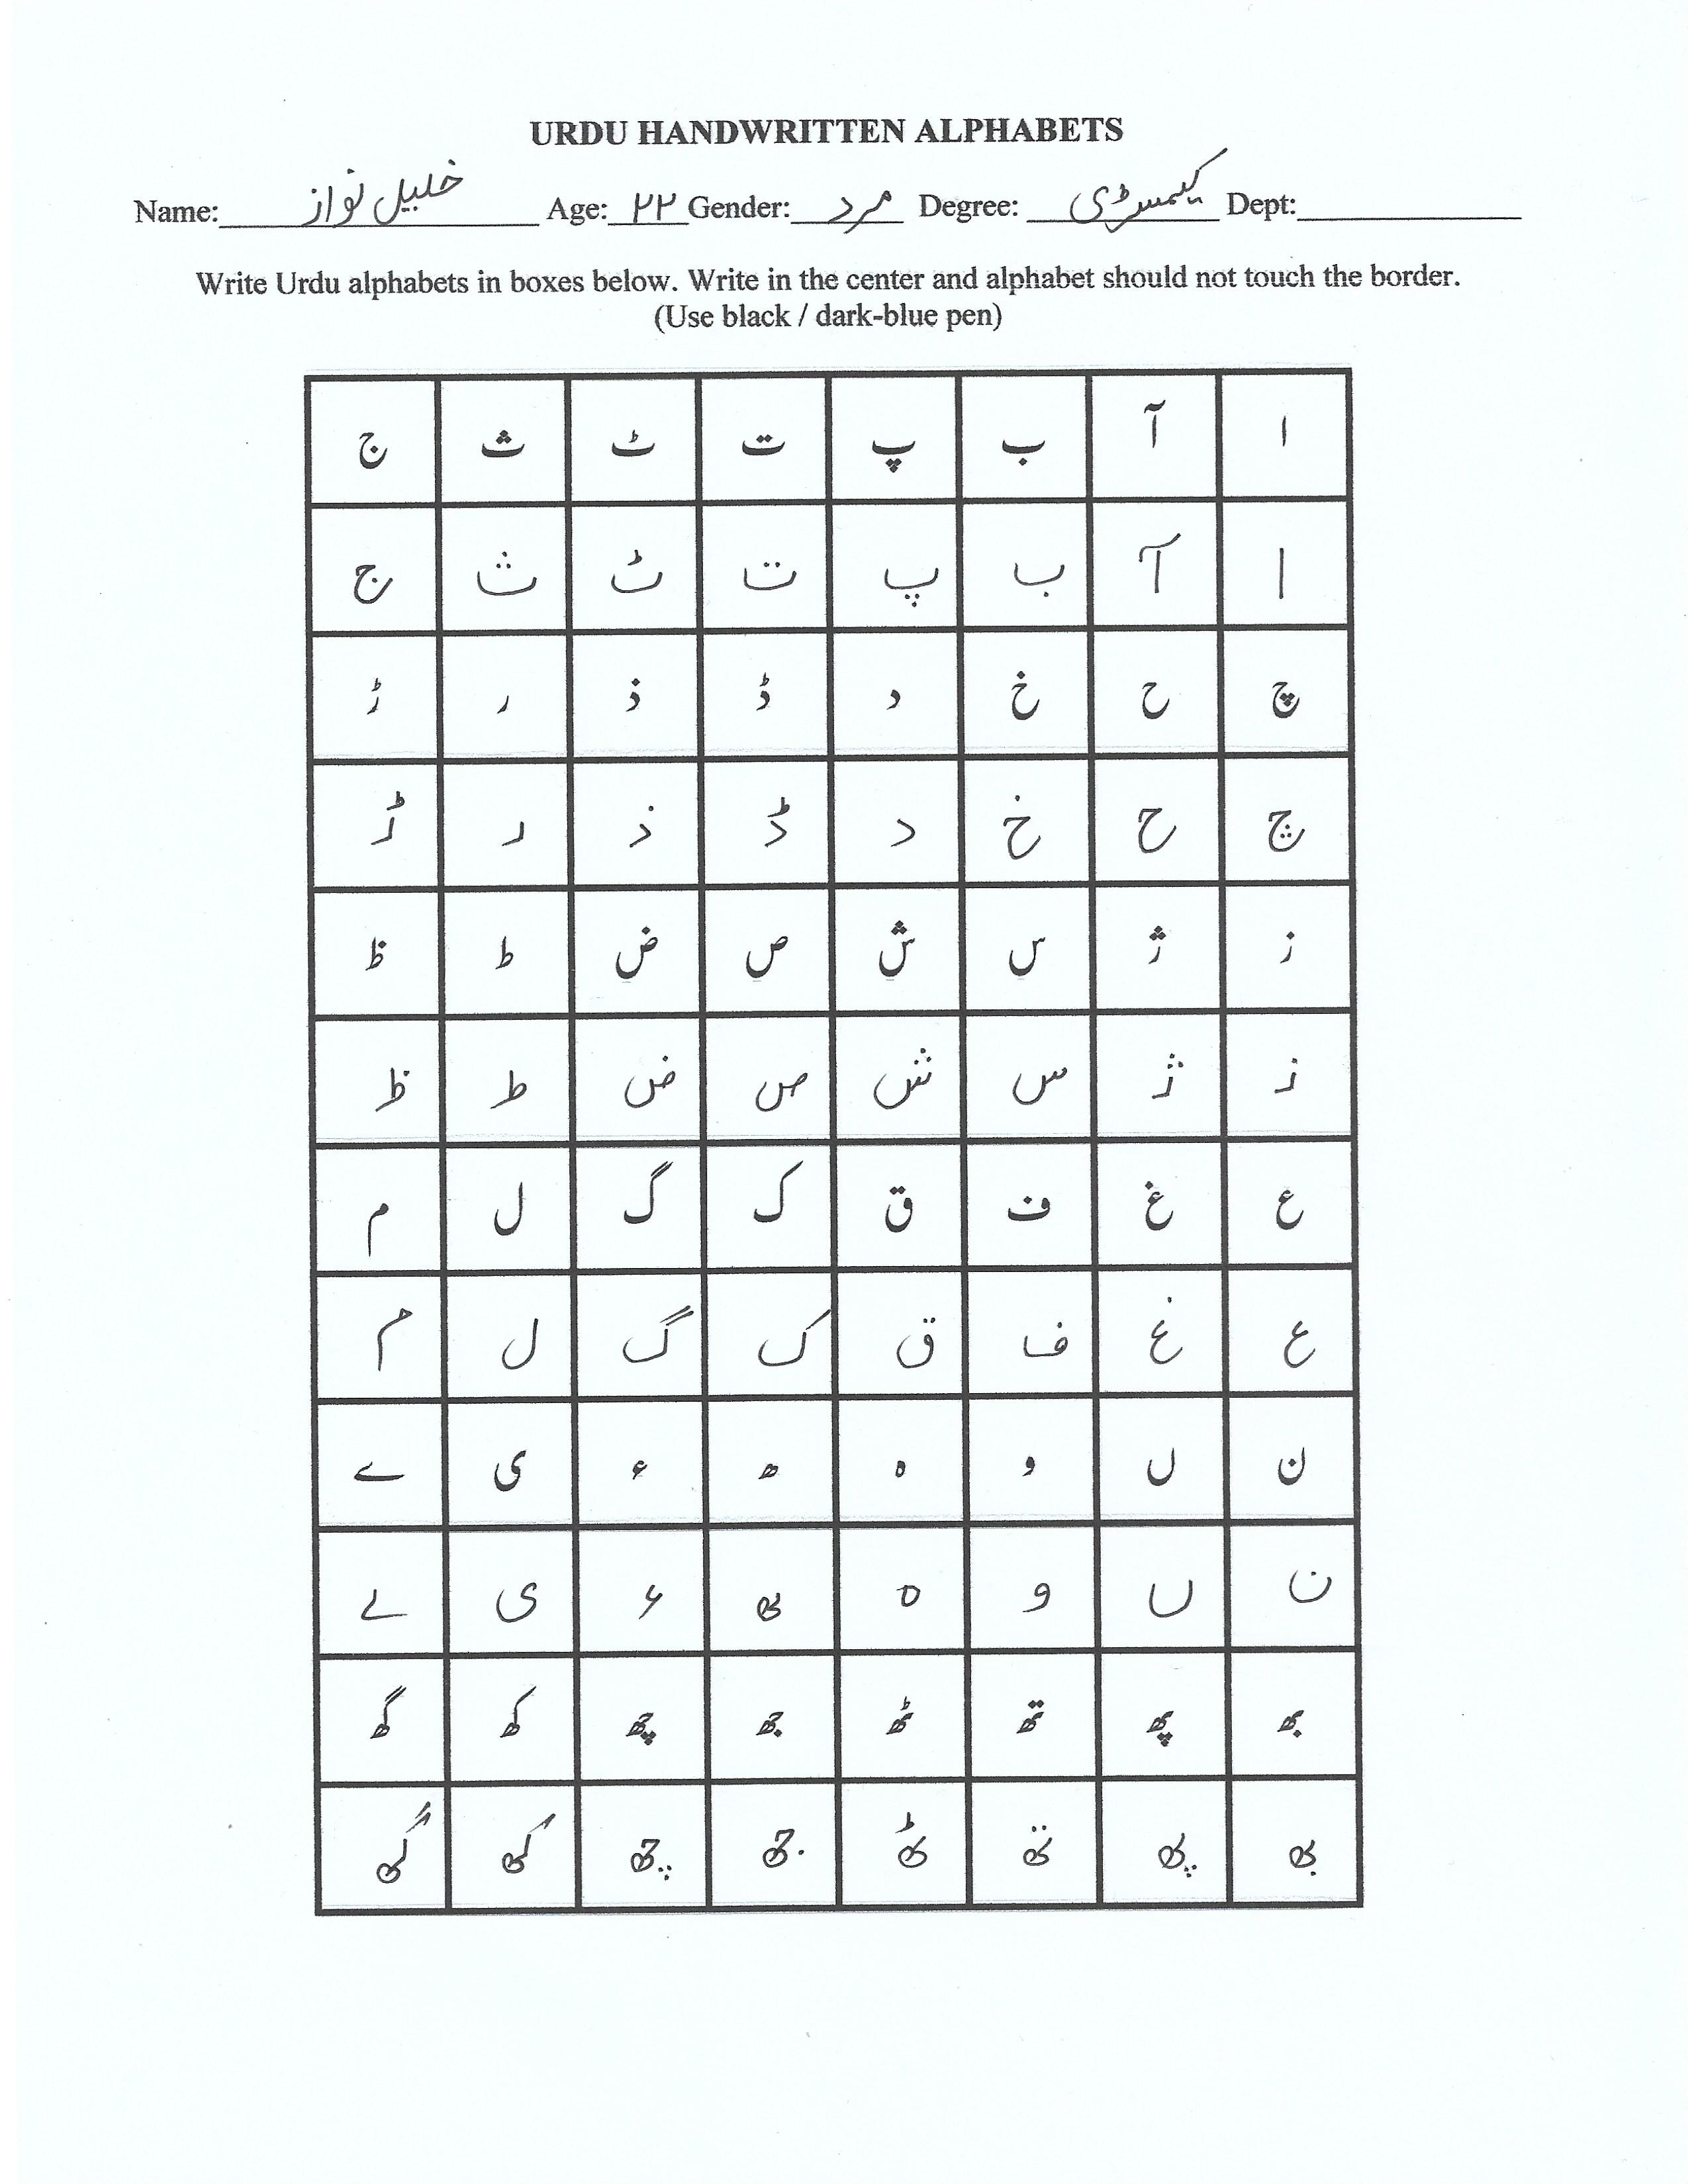 URDU HANDWRITTEN ALPHABETS
Name: خلیل نواز Age: ۲۲ Gender: مرد Degree: کیمسٹری Dept:
Write Urdu alphabets in boxes below. Write in the center and alphabet should not touch the border.
(Use black / dark-blue pen)
ا آ ب پ ت ٹ ث ج
ا آ ب پ ت ٹ ث ج
چ ح خ د ڈ ذ ر ڑ
چ ح خ د ڈ ذ ر ڑ
ز ژ س ش ص ض ط ظ
ز ژ س ش ص ض ط ظ
ع غ ف ق ک گ ل م
ع غ ف ق ک گ ل م
ن ں و ہ ھ ء ی ے
ن ں و ہ ھ ء ی ے
بھ پھ تھ ٹھ جھ چھ کھ گھ
بھ پھ تھ ٹھ جھ چھ کھ گھ